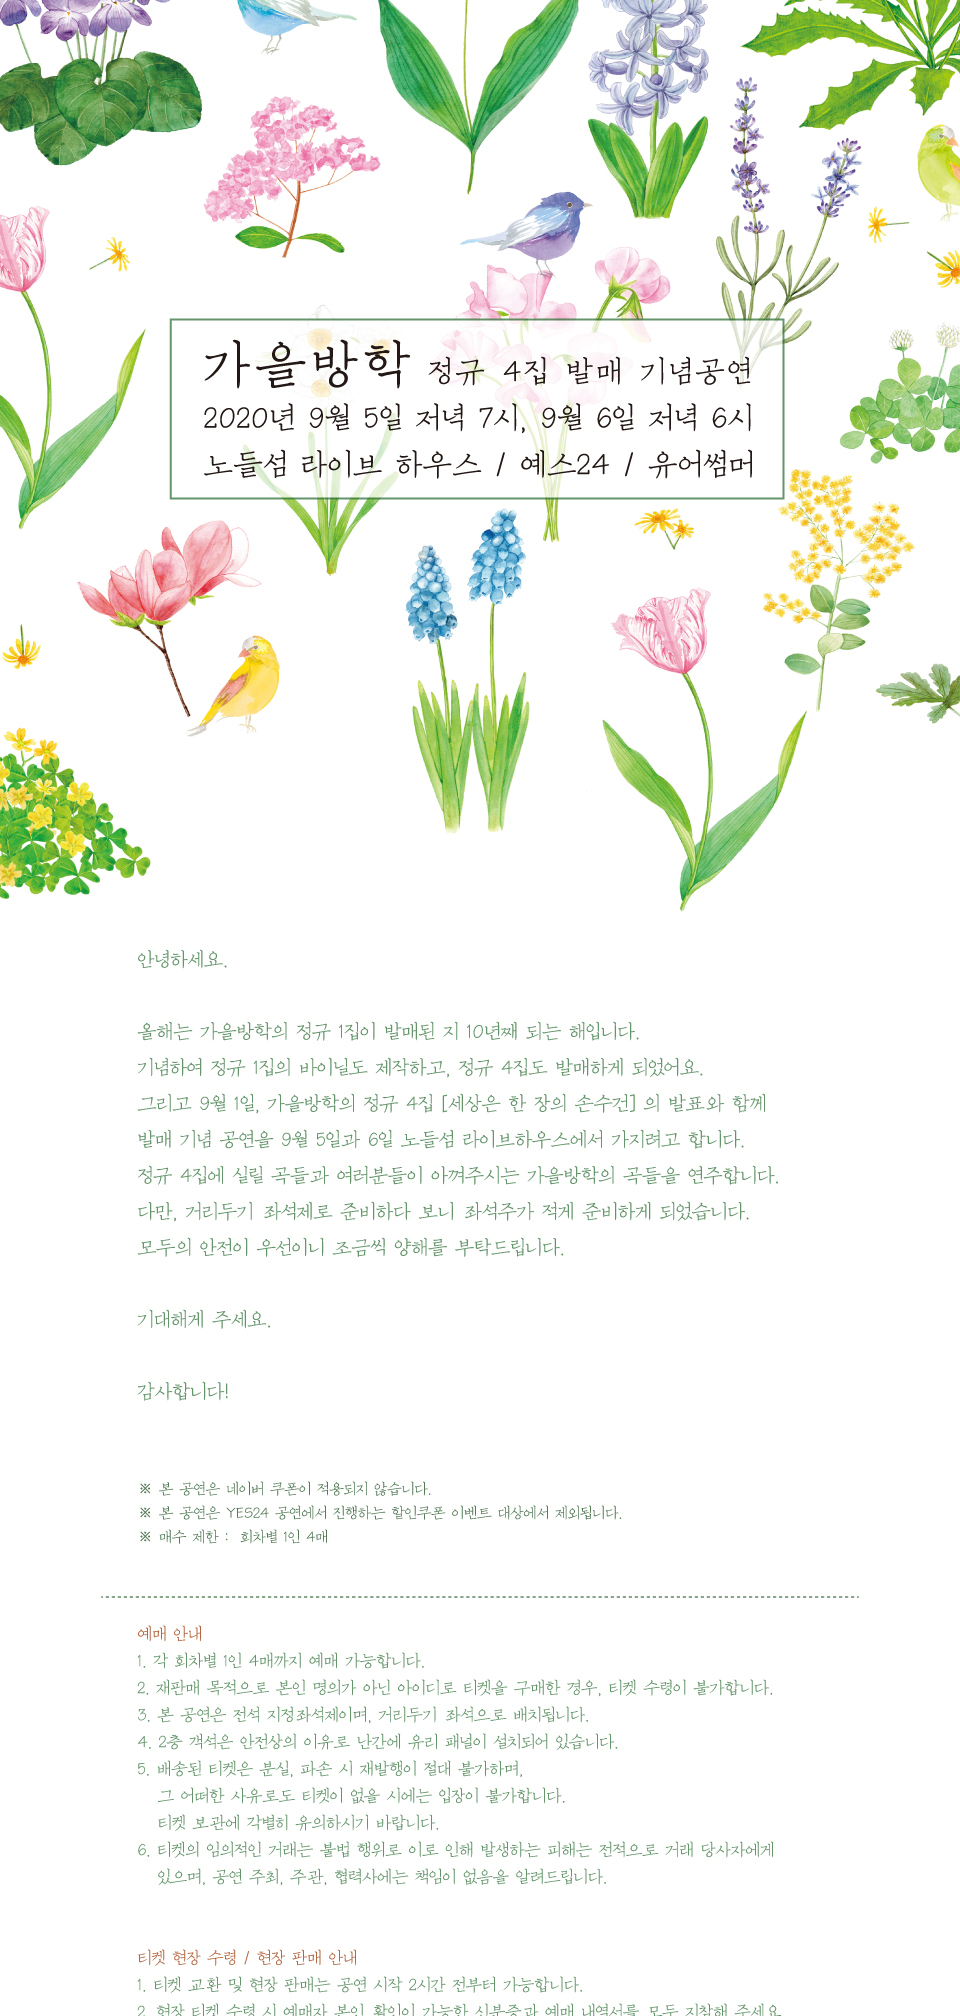 가을방학 정규 4집 발매 기념공연
2020년 9월 5일 저녁 7시, 9월 6일 저녁 6시
노들섬 라이브 하우스 / 예스24 / 유어썸머
안녕하세요.
올해는 가을방학의 정규 1집이 발매된 지 10년째 되는 해입니다.
기념하여 정규 1집의 바이닐도 제작하고, 정규 4집도 발매하게 되었어요.
그리고 9월 1일, 가을방학의 정규 4집 [세상은 한 장의 손수건] 의 발표와 함께
발매 기념 공연을 9월 5일과 6일 노들섬 라이브하우스에서 가지려고 합니다.
정규 4집에 실릴 곡들과 여러분들이 아껴주시는 가을방학의 곡들을 연주합니다.
다만, 거리두기 좌석제로 준비하다 보니 좌석주가 적게 준비하게 되었습니다.
모두의 안전이 우선이니 조금씩 양해를 부탁드립니다.
기대해게 주세요.
감사합니다!
※ 본 공연은 네이버 쿠폰이 적용되지 않습니다.
※ 본 공연은 YES24 공연에서 진행하는 할인쿠폰 이벤트 대상에서 제외됩니다.
※ 매수 제한 : 회차별 1인 4매
예매 안내
1. 각 회차별 1인 4매까지 예매 가능합니다.
2. 재판매 목적으로 본인 명의가 아닌 아이디로 티켓을 구매한 경우, 티켓 수령이 불가합니다.
3. 본 공연은 전석 지정좌석제이며, 거리두기 좌석으로 배치됩니다.
4. 2층 객석은 안전상의 이유로 난간에 유리 패널이 설치되어 있습니다.
5. 배송된 티켓은 분실, 파손 시 재발행이 절대 불가하며,
그 어떠한 사유로도 티켓이 없을 시에는 입장이 불가합니다.
티켓 보관에 각별히 유의하시기 바랍니다.
6. 티켓의 임의적인 거래는 불법 행위로 이로 인해 발생하는 피해는 전적으로 거래 당사자에게
있으며, 공연 주최, 주관, 협력사에는 책임이 없음을 알려드립니다.
티켓 현장 수령 / 현장 판매 안내
1. 티켓 교환 및 현장 판매는 공연 시작 2시간 전부터 가능합니다.
2. 현장 티켓 수령 시 예매자 본인 확인이 가능한 신분증과 예매 내역서를 모두 지참해 주세요.